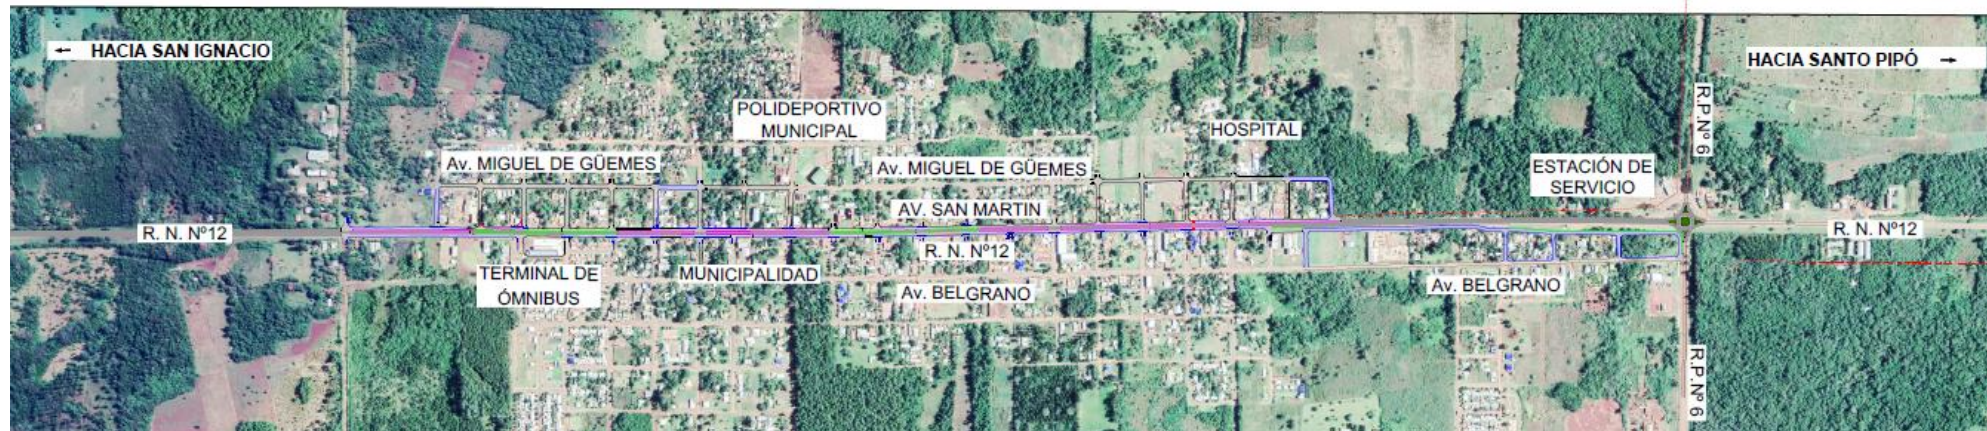 ← HACIA SAN IGNACIO
HACIA SANTO PIPÓ →
R.P.Nº 6
POLIDEPORTIVO
MUNICIPAL
HOSPITAL
Av. MIGUEL DE GÜEMES
Av. MIGUEL DE GÜEMES
ESTACIÓN DE
SERVICIO
AV. SAN MARTIN
R. N. Nº12
R. N. Nº12
R. N. Nº12
TERMINAL DE
ÓMNIBUS
MUNICIPALIDAD
Av. BELGRANO
Av. BELGRANO
R.P.Nº 6